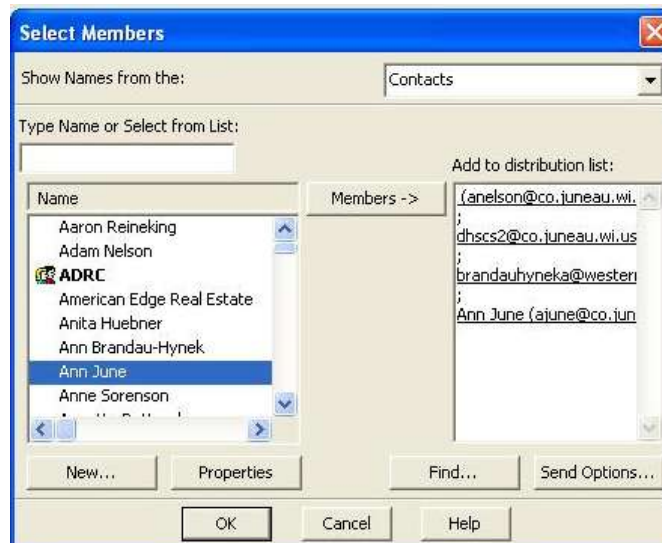 Select Members
Show Names from the:
Contacts
Type Name or Select from List:
Add to distribution list:
Name
Members ->
Aaron Reineking
Adam Nelson
ADRC
American Edge Real Estate
Anita Huebner
Ann Brandau-Hynek
Ann June
Anne Sorenson
(anelson@co.juneau.wi.
;
dhscs2@co.juneau.wi.us
;
brandauhyneka@western
;
Ann June (ajune@co.jun
New...
Properties
Find...
Send Options...
OK
Cancel
Help